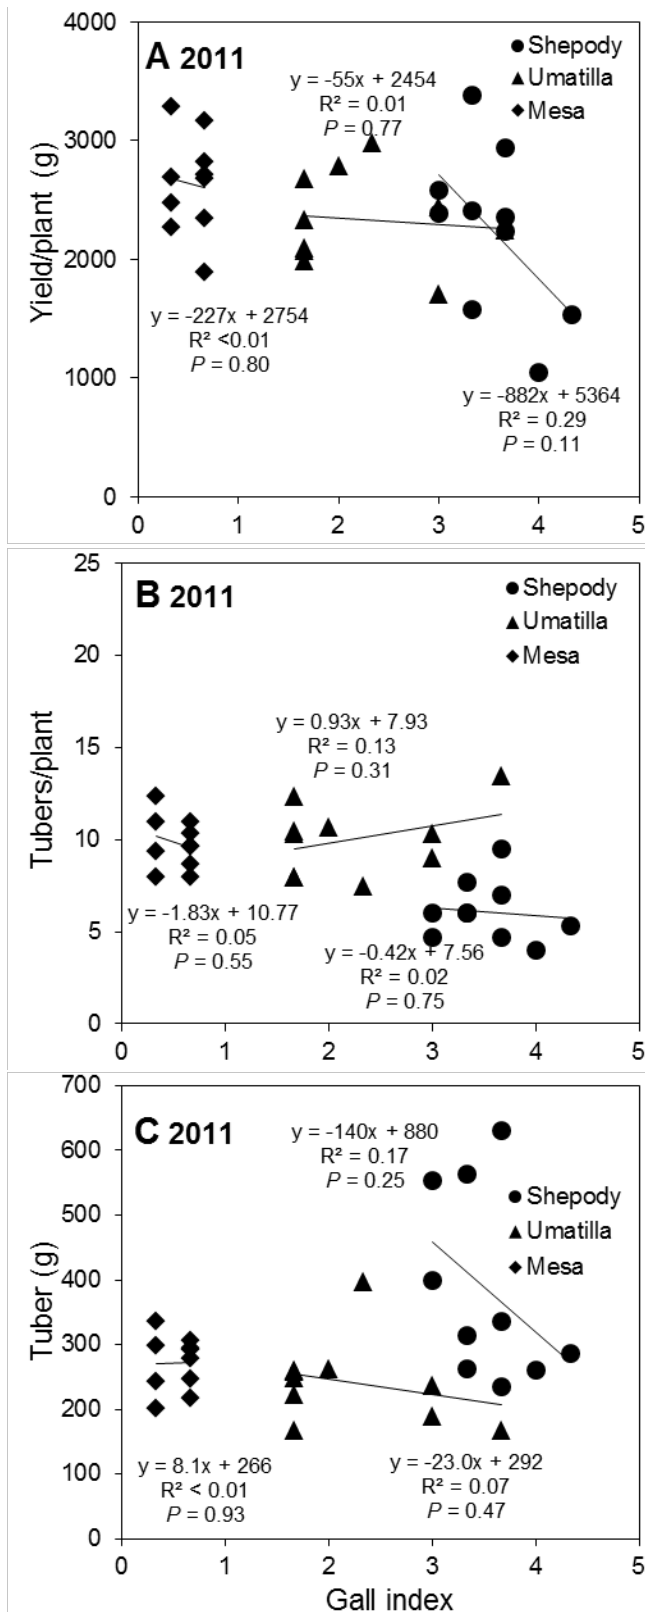 4000
3000
2000
1000
0
Yield/plant (g)
A 2011
y = -55x + 2454
R² = 0.01
P = 0.77
Shepody
Umatilla
Mesa
y = -227x + 2754
R² <0.01
P = 0.80
y = -882x + 5364
R² = 0.29
P = 0.11
0 1 2 3 4 5
25
20
15
10
5
0
Tubers/plant
B 2011
Shepody
Umatilla
Mesa
y = 0.93x + 7.93
R² = 0.13
P = 0.31
y = -1.83x + 10.77
R² = 0.05
P = 0.55
y = -0.42x + 7.56
R² = 0.02
P = 0.75
0 1 2 3 4 5
700
600
500
400
300
200
100
0
Tuber (g)
C 2011
y = -140x + 880
R² = 0.17
P = 0.25
Shepody
Umatilla
Mesa
y = 8.1x + 266
R² < 0.01
P = 0.93
y = -23.0x + 292
R² = 0.07
P = 0.47
0 1 2 3 4 5
Gall index